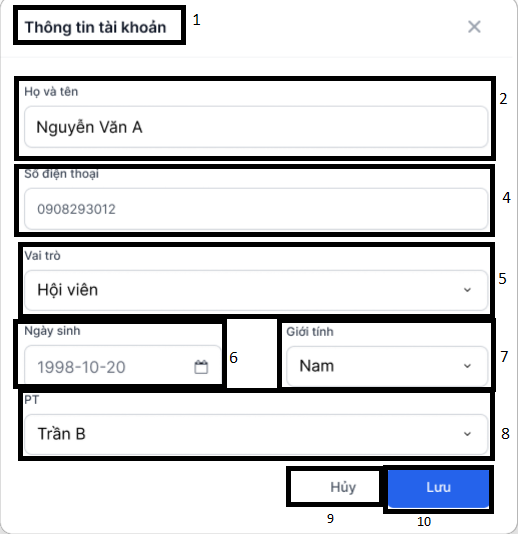 Thông tin tài khoản 1
Họ và tên
Nguyễn Văn A
2
Số điện thoại
0908293012
4
Vai trò
Hội viên
5
Ngày sinh
1998-10-20
6
Giới tính
Nam
7
PT
Trần B
8
Hủy
Lưu
9
10